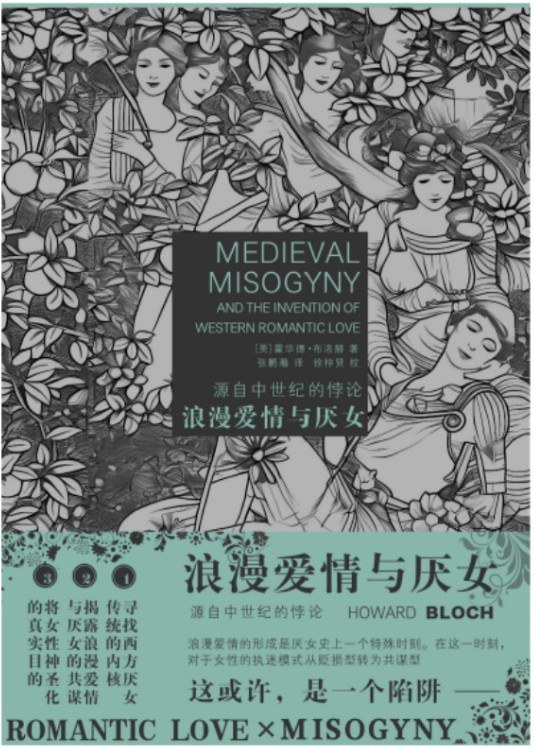 MEDIEVAL
MISOGYNY
AND THE INVENTION OF
WESTERN ROMANTIC LOVE
[美]霍华德·布洛赫 著
译 校
源自中世纪的悖论
浪漫爱情与厌女
浪漫爱情与厌女
源自中世纪的悖论 HOWARD BLOCH
浪漫爱情的形成是厌女史上一个特殊时刻。在这一时刻,
对于女性的执迷模式从贬损型转为共谋型
这或许,是一个陷阱 ——
1
寻找西方厌女
传统的内核
2
揭露浪漫爱情
与厌女的共谋
3
将女性神圣化
的真实目的
ROMANTIC LOVE×MISOGYNY